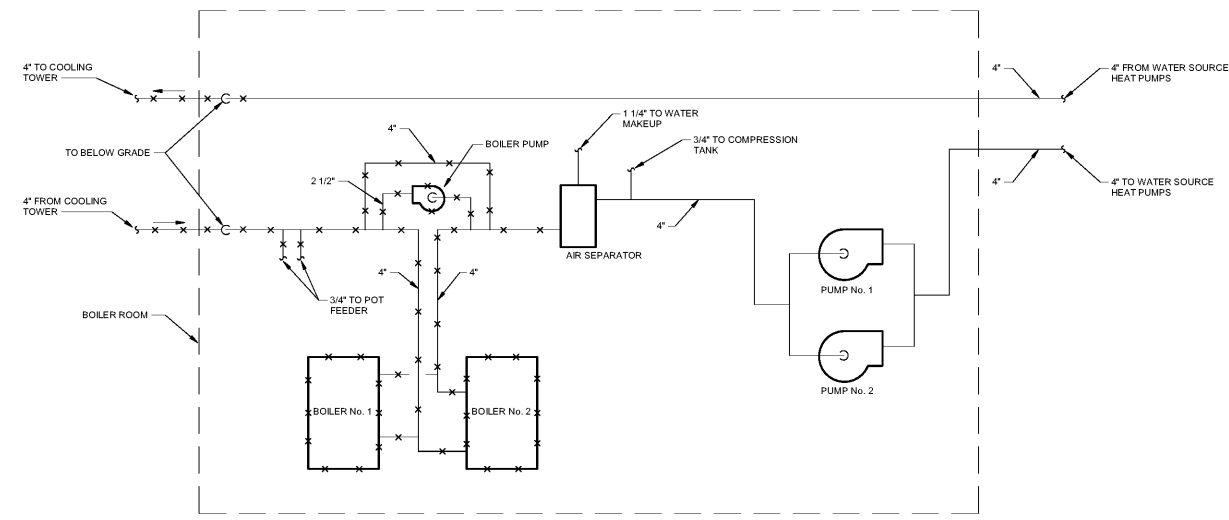 4" TO COOLING
TOWER
4"
4" FROM WATER SOURCE
HEAT PUMPS
1 1/4" TO WATER
MAKEUP
4"
BOILER PUMP
3/4" TO COMPRESSION
TANK
TO BELOW GRADE
2 1/2"
4"
4" TO WATER SOURCE
HEAT PUMPS
4" FROM COOLING
TOWER
4"
AIR SEPARATOR
4"
4"
PUMP No. 1
3/4" TO POT
FEEDER
BOILER ROOM
PUMP No. 2
BOILER No. 1
BOILER No. 2